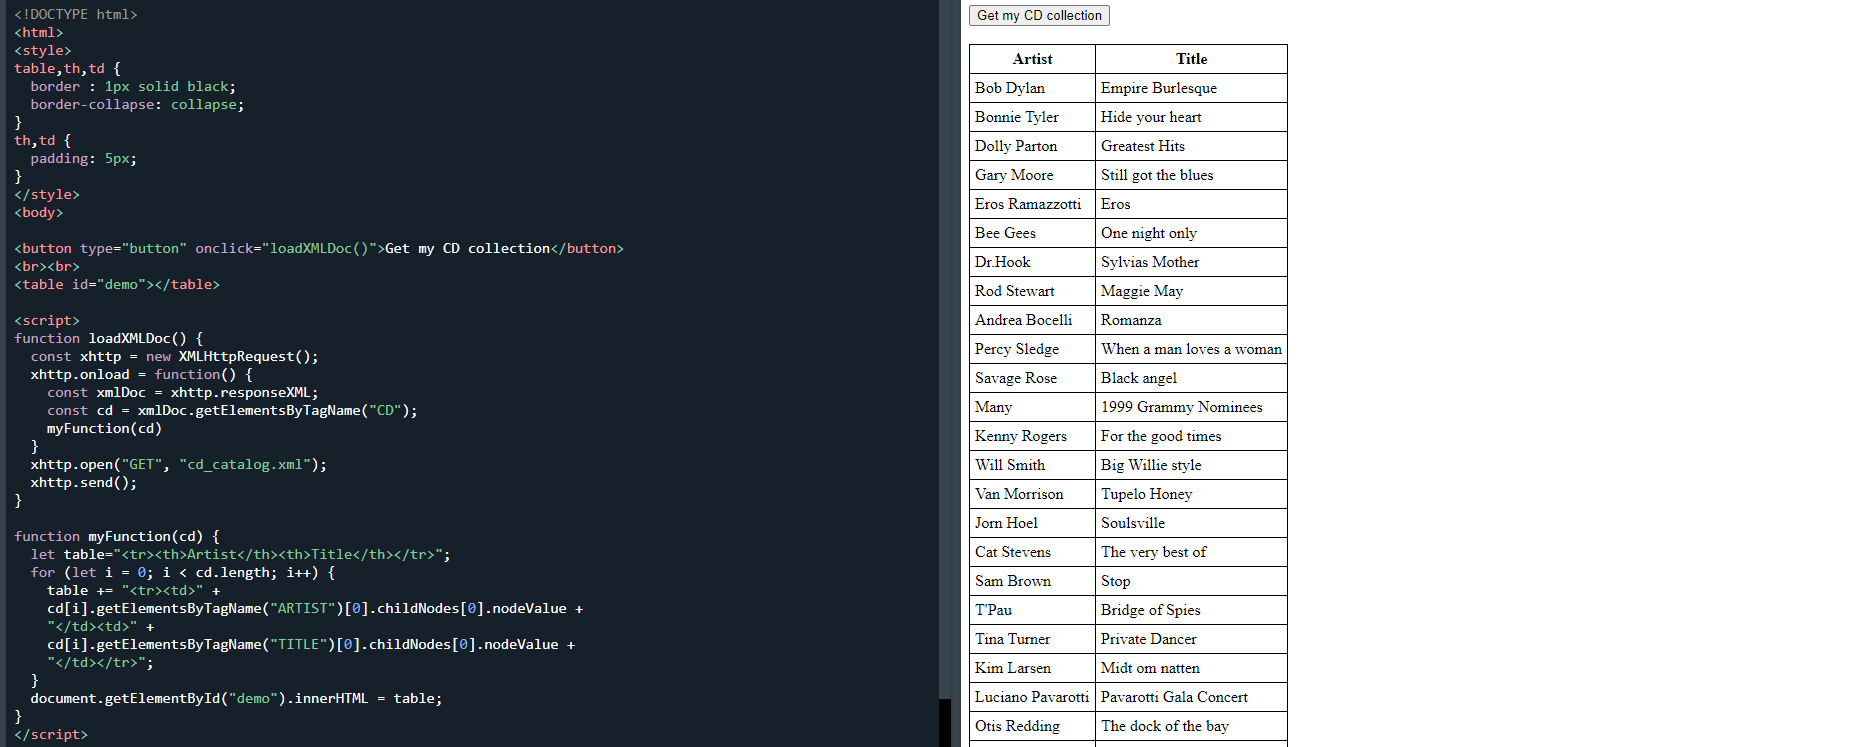 <!DOCTYPE html>
<html>
<style>
table,th,td {
  border : 1px solid black;
  border-collapse: collapse;
}
th,td {
  padding: 5px;
}
</style>
<body>

<button type="button" onclick="loadXMLDoc()">Get my CD collection</button>
<br><br>
<table id="demo"></table>

<script>
function loadXMLDoc() {
  const xhttp = new XMLHttpRequest();
  xhttp.onload = function() {
    const xmlDoc = xhttp.responseXML;
    const cd = xmlDoc.getElementsByTagName("CD");
    myFunction(cd)
  }
  xhttp.open("GET", "cd_catalog.xml");
  xhttp.send();
}

function myFunction(cd) {
  let table="<tr><th>Artist</th><th>Title</th></tr>";
  for (let i = 0; i < cd.length; i++) {
    table += "<tr><td>" +
    cd[i].getElementsByTagName("ARTIST")[0].childNodes[0].nodeValue +
    "</td><td>" +
    cd[i].getElementsByTagName("TITLE")[0].childNodes[0].nodeValue +
    "</td></tr>";
  }
  document.getElementById("demo").innerHTML = table;
}
</script>
Get my CD collection
Artist Title
Bob Dylan Empire Burlesque
Bonnie Tyler Hide your heart
Dolly Parton Greatest Hits
Gary Moore Still got the blues
Eros Ramazzotti Eros
Bee Gees One night only
Dr.Hook Sylvias Mother
Rod Stewart Maggie May
Andrea Bocelli Romanza
Percy Sledge When a man loves a woman
Savage Rose Black angel
Many 1999 Grammy Nominees
Kenny Rogers For the good times
Will Smith Big Willie style
Van Morrison Tupelo Honey
Jorn Hoel Soulsville
Cat Stevens The very best of
Sam Brown Stop
T'Pau Bridge of Spies
Tina Turner Private Dancer
Kim Larsen Midt om natten
Luciano Pavarotti Pavarotti Gala Concert
Otis Redding The dock of the bay